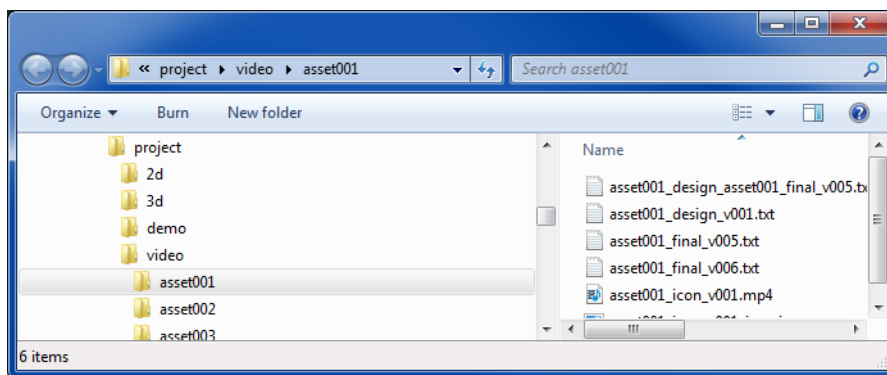 « project video asset001
Search asset001
Organize Burn New folder
project
2d
3d
demo
video
asset001
asset002
asset003
Name
asset001_design_asset001_final_v005.tx
asset001_design_v001.txt
asset001_final_v005.txt
asset001_final_v006.txt
asset001_icon_v001.mp4
6 items